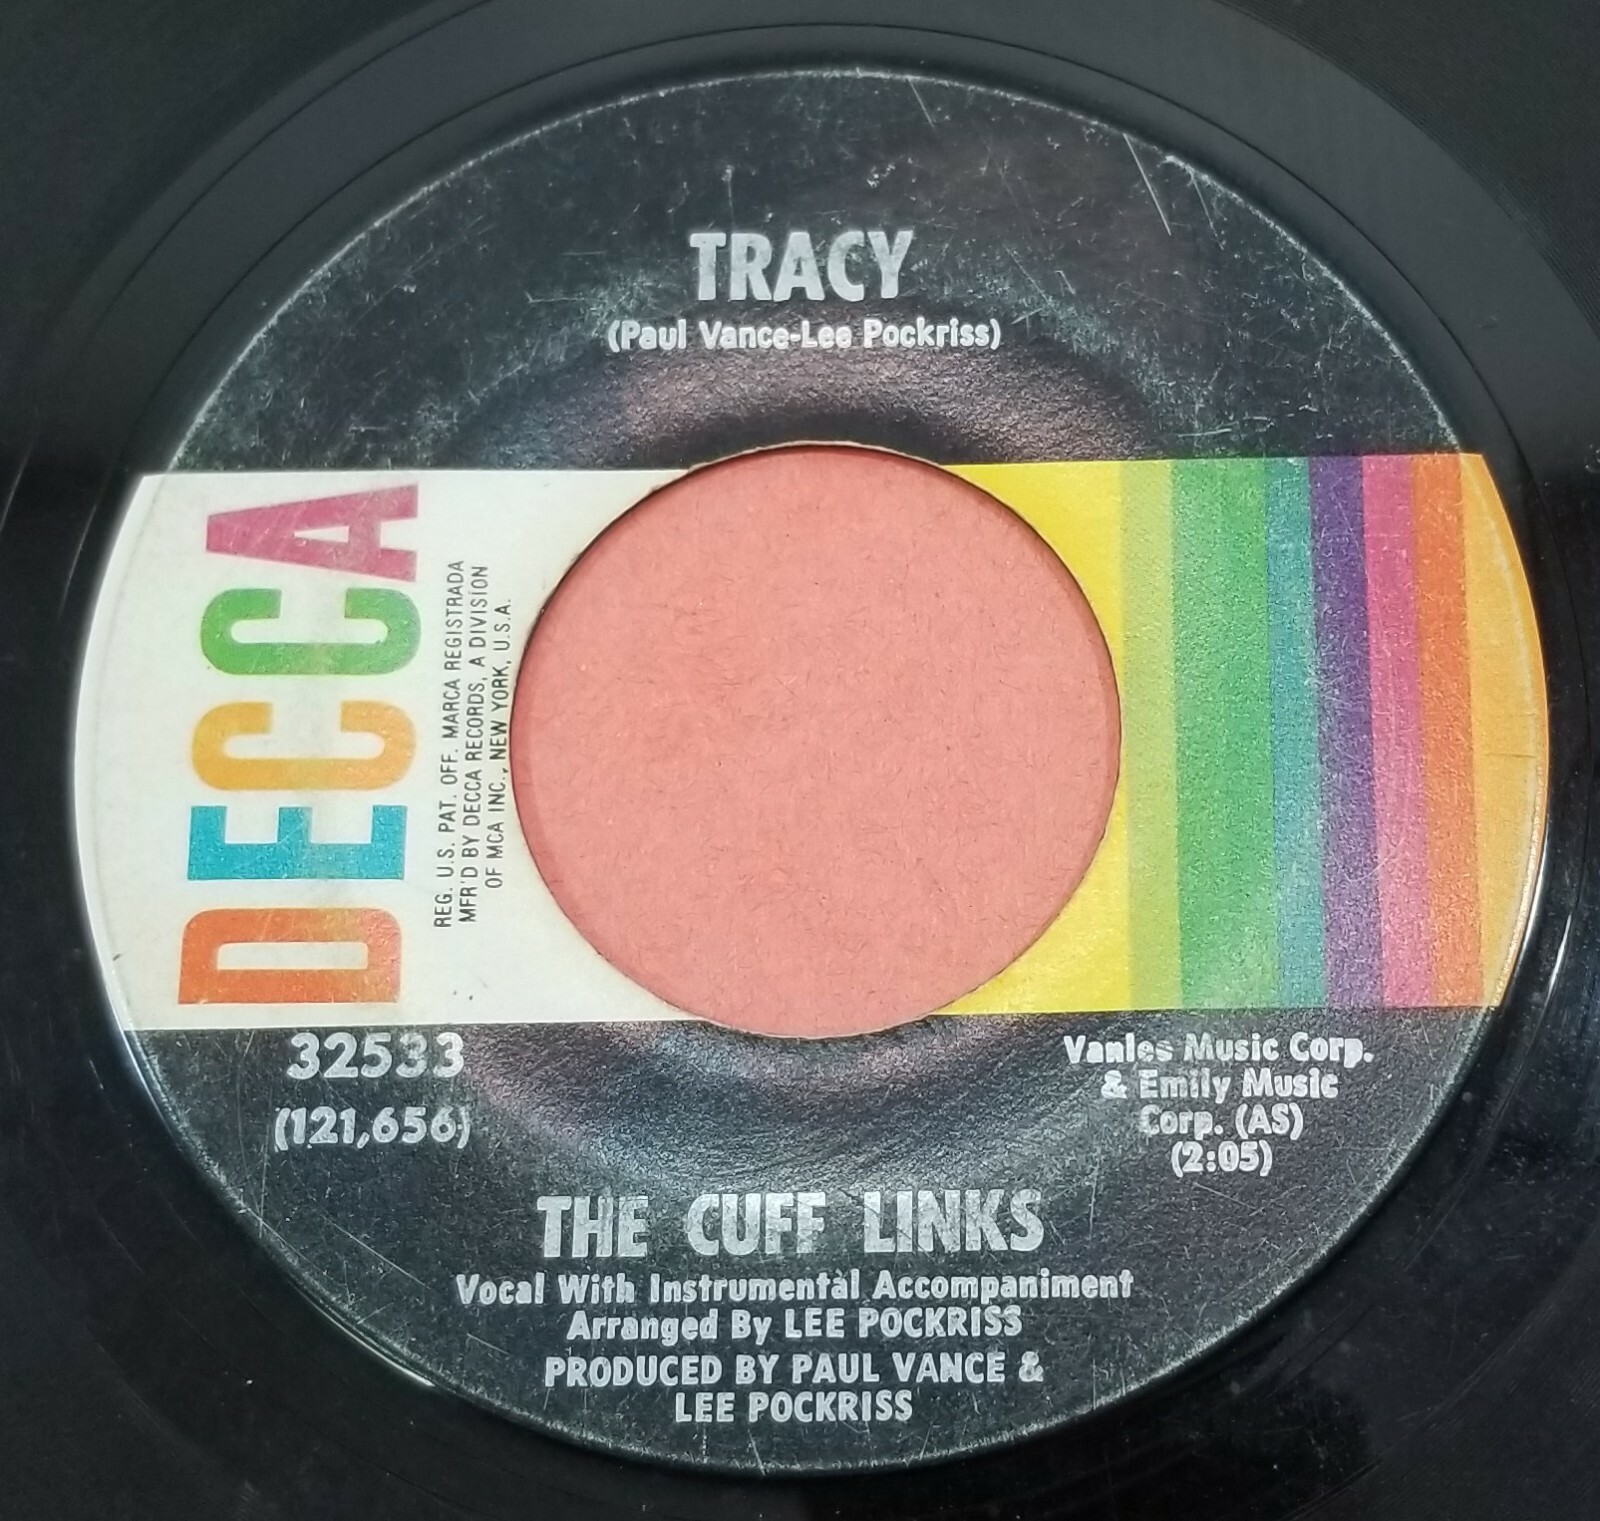 TRACY
(Paul Vance-Lee Pockriss)
DECCA
REG. U.S. PAT. OFF. MARCA REGISTRADA
MFR'D BY DECCA RECORDS, A DIVISION
OF MCA INC., NEW YORK, U.S.A.
32533
(121,656)
Vanles Music Corp.
& Emily Music
Corp. (AS)
(2:05)
THE CUFF LINKS
Vocal With Instrumental Accompaniment
Arranged By LEE POCKRISS
PRODUCED BY PAUL VANCE &
LEE POCKRISS